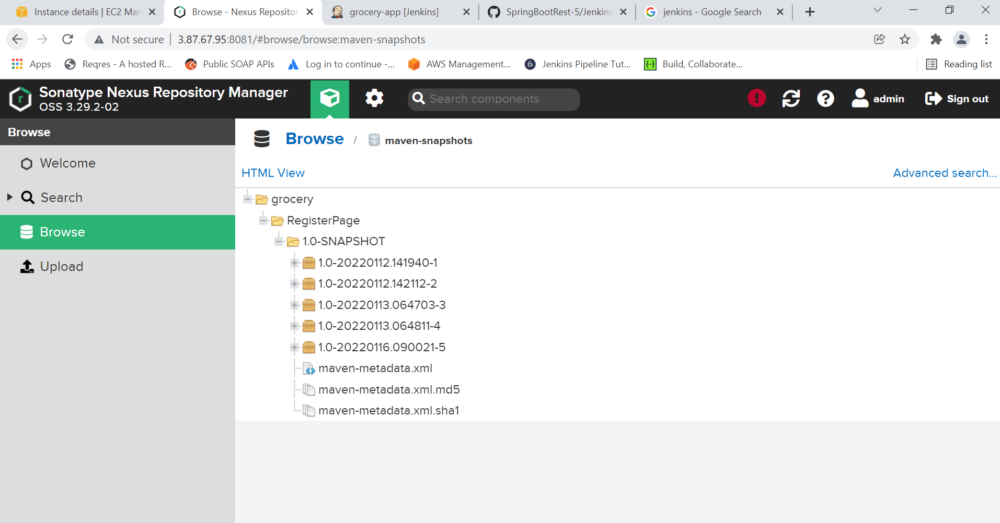 Instance details | EC2 Man
Browse - Nexus Repositor
grocery-app [Jenkins]
SpringBootRest-5/Jenkins
jenkins - Google Search
Not secure | 3.87.67.95:8081/#browse/browse:maven-snapshots
Apps
Reqres - A hosted R...
Public SOAP APIs
Log in to continue -...
AWS Management...
Jenkins Pipeline Tut...
Build, Collaborate...
Reading list
Sonatype Nexus Repository Manager
OSS 3.29.2-02
Search components
admin
Sign out
Browse
Welcome
Search
Browse
Upload
Browse / maven-snapshots
HTML View
Advanced search...
grocery
RegisterPage
1.0-SNAPSHOT
1.0-20220112.141940-1
1.0-20220112.142112-2
1.0-20220113.064703-3
1.0-20220113.064811-4
1.0-20220116.090021-5
maven-metadata.xml
maven-metadata.xml.md5
maven-metadata.xml.sha1